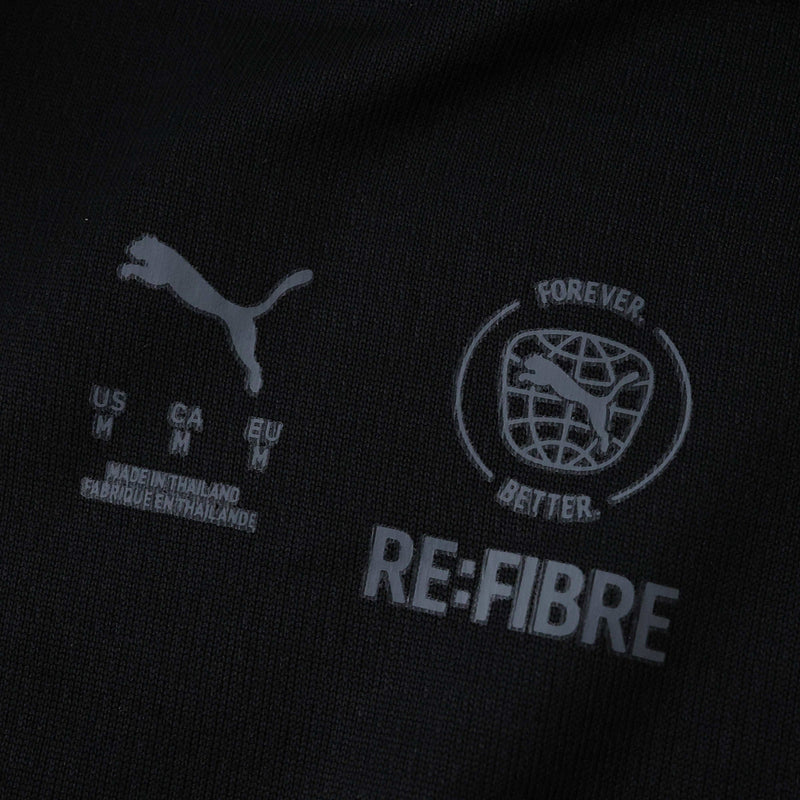 US CA EU
M M M
MADE IN THAILAND
FABRIQUE EN THAILANDE
FOREVER.
BETTER.
RE:FIBRE